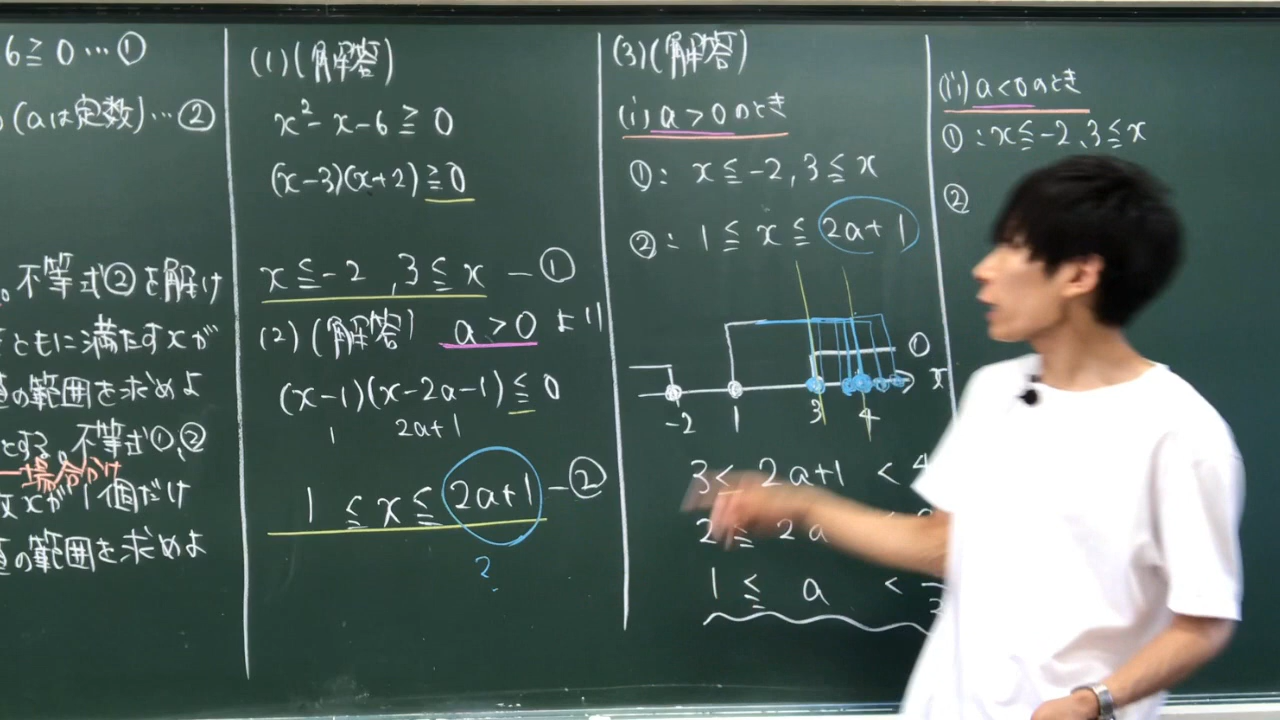 6≧0…①
(aは定数)…②
不等式②を解け
ともに満たすxが
の範囲を求めよ
とする。不等式①,②
場合分け
xが1個だけ
の範囲を求めよ
(1)(解答)
x²-x-6≧0
(x-3)(x+2)≧0
x≦-2,3≦x-①
(2)(解答) a>0より
(x-1)(x-2a-1)≦0
1 2a+1
1≦x≦2a+1-②
?
(3)(解答)
(i)a>0のとき
①:x≦-2,3≦x
②:1≦x≦2a+1
① x
-2 1 3 4
3≦2a+1<4
2≦2a<
1≦a<
(ii)a<0のとき
①:x≦-2,3≦x
②